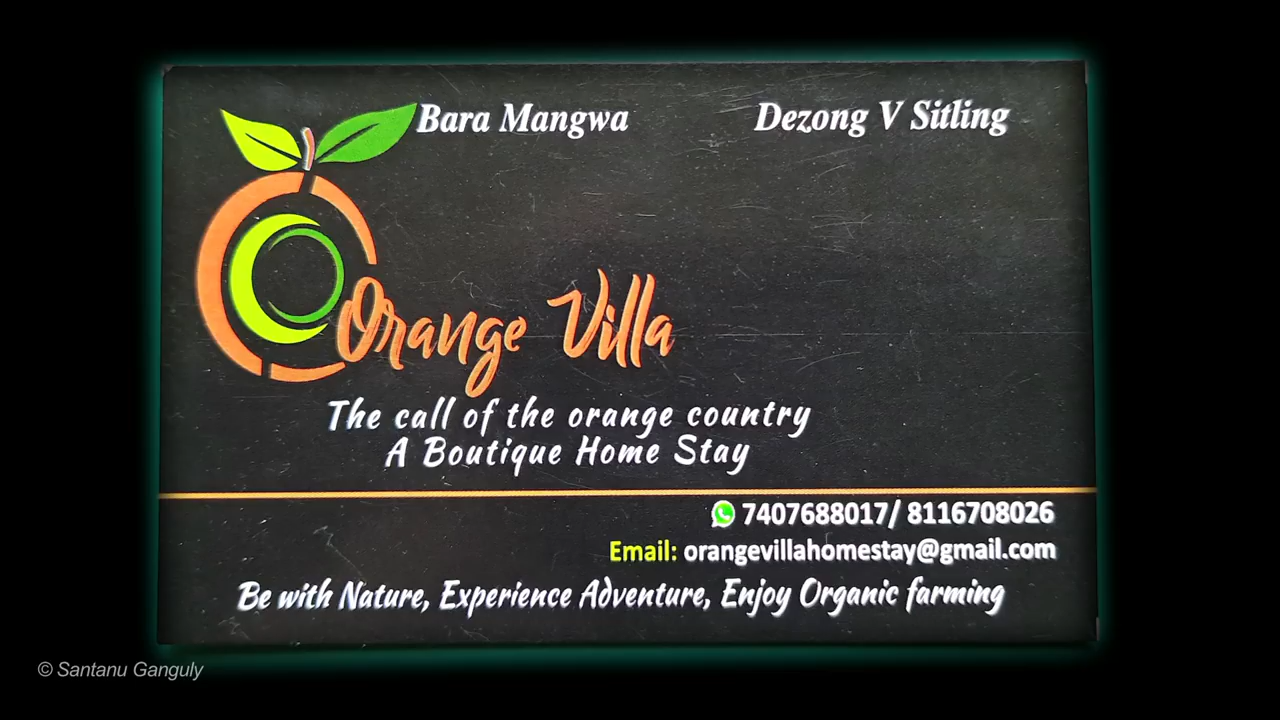 Bara Mangwa
Dezong V Sitling
Orange Villa
The call of the orange country
A Boutique Home Stay
7407688017/ 8116708026
Email: orangevillahomestay@gmail.com
Be with Nature, Experience Adventure, Enjoy Organic farming
© Santanu Ganguly